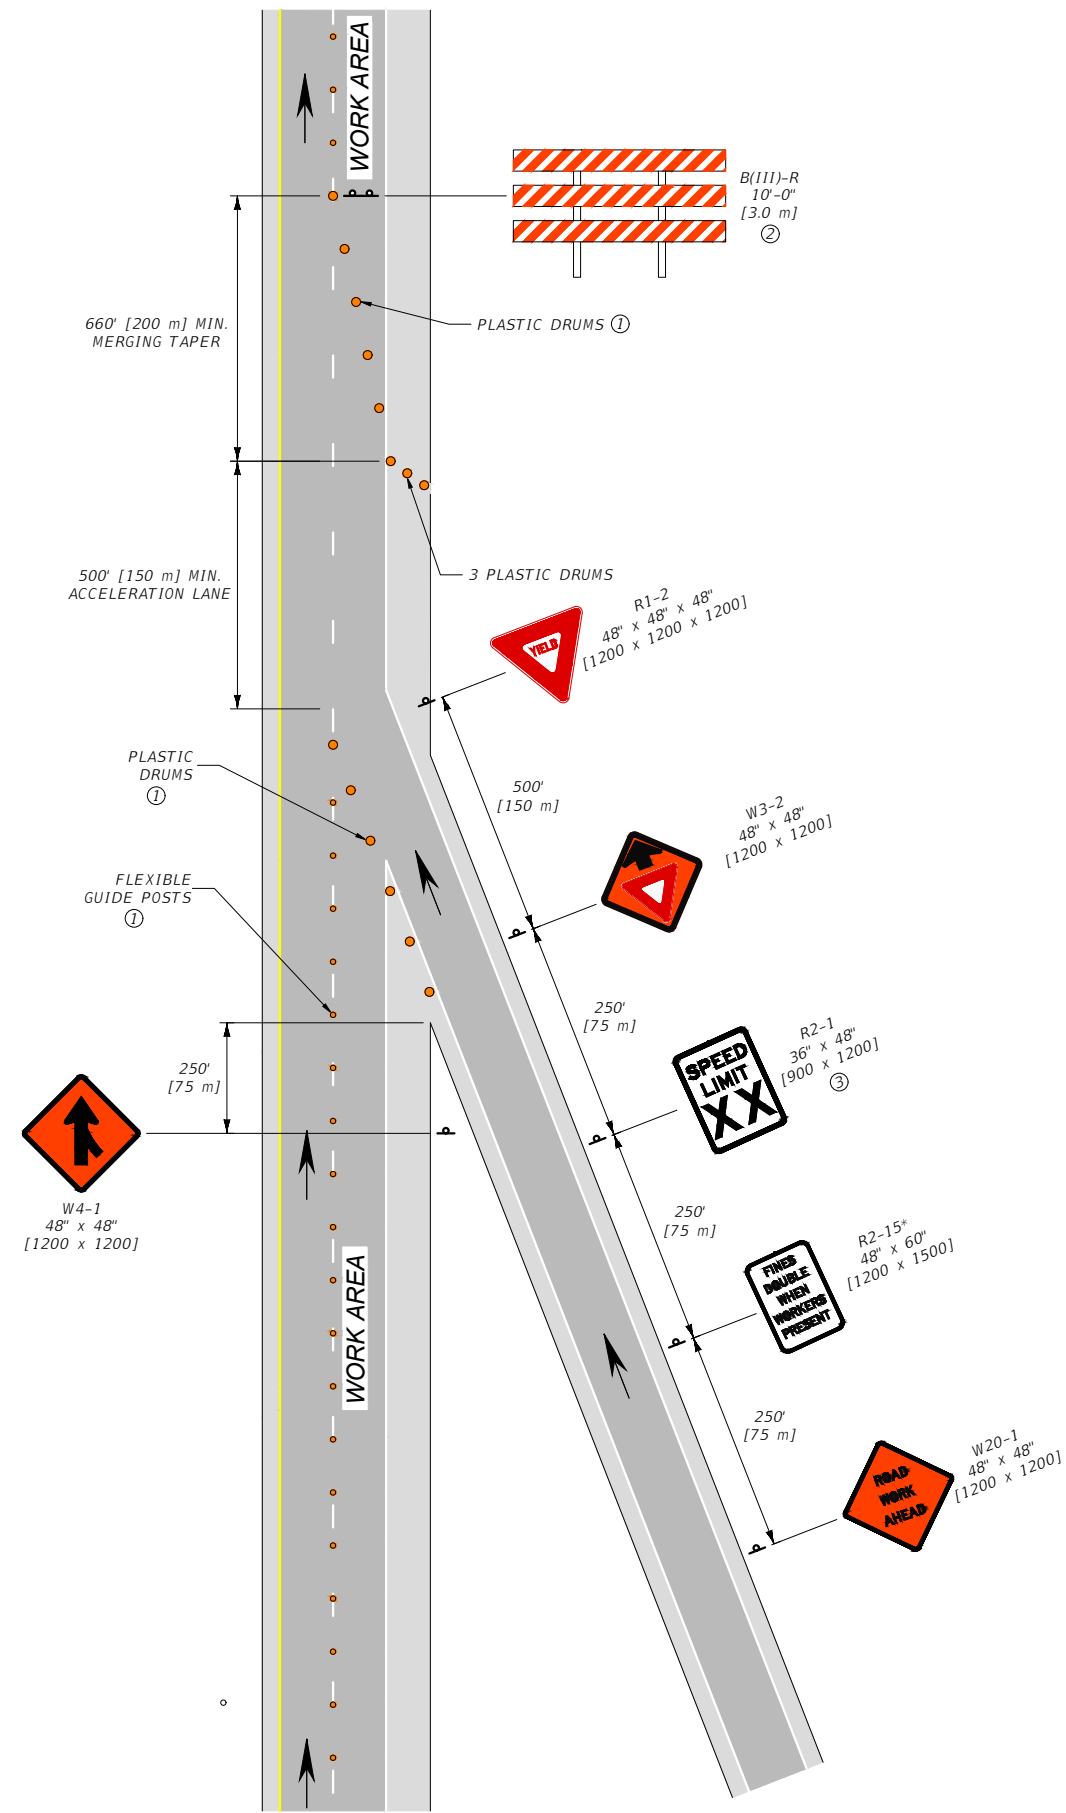 WORK AREA
B(III)-R
10'-0"
[3.0 m]
2
660' [200 m] MIN.
MERGING TAPER
PLASTIC DRUMS 1
500' [150 m] MIN.
ACCELERATION LANE
3 PLASTIC DRUMS
R1-2
48" x 48" x 48"
[1200 x 1200 x 1200]
YIELD
PLASTIC
DRUMS
1
500'
[150 m]
W3-2
48" x 48"
[1200 x 1200]
FLEXIBLE
GUIDE POSTS
1
250'
[75 m]
R2-1
36" x 48"
[900 x 1200]
3
SPEED
LIMIT
XX
250'
[75 m]
W4-1
48" x 48"
[1200 x 1200]
250'
[75 m]
R2-15*
48" x 60"
[1200 x 1500]
FINES
DOUBLE
WHEN
WORKERS
PRESENT
WORK AREA
250'
[75 m]
W20-1
48" x 48"
[1200 x 1200]
ROAD
WORK
AHEAD